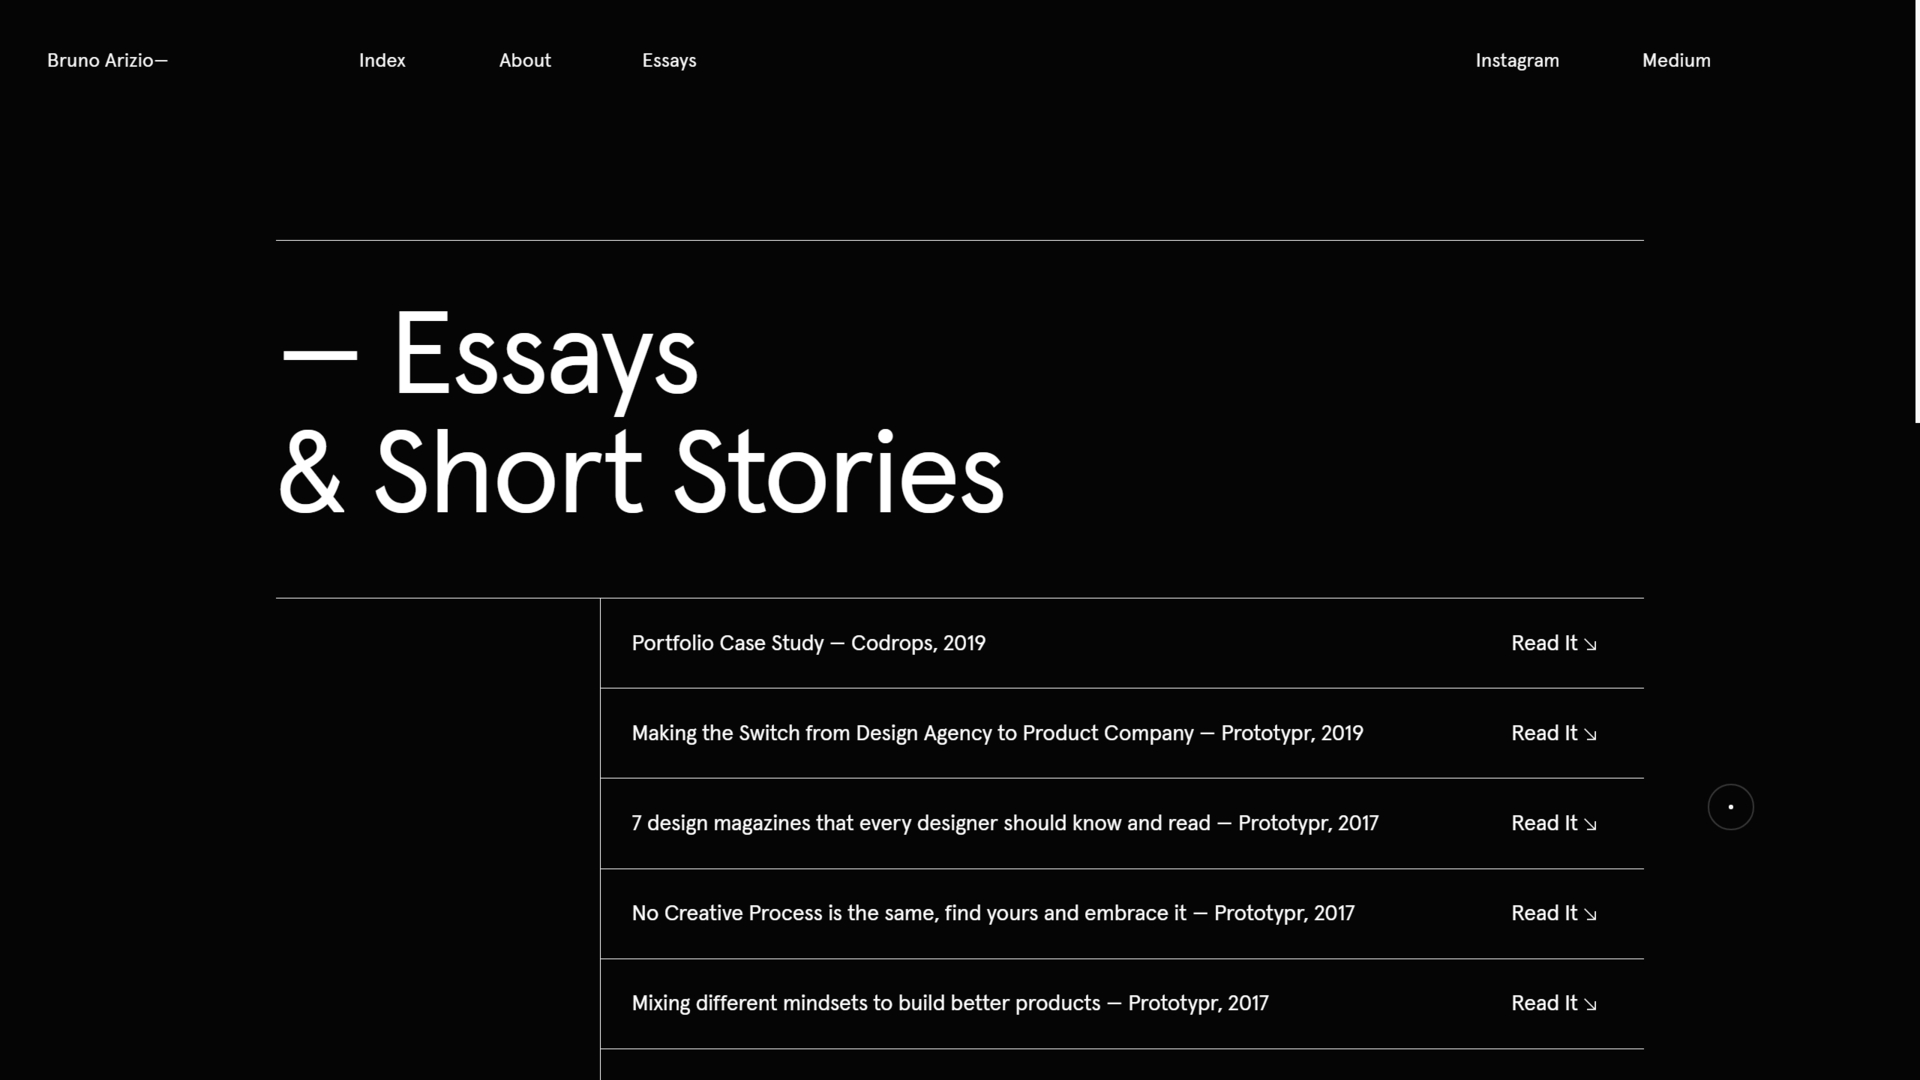 Bruno Arizio—
Index
About
Essays
Instagram
Medium
— Essays
& Short Stories
Portfolio Case Study — Codrops, 2019
Read It ↘
Making the Switch from Design Agency to Product Company — Prototypr, 2019
Read It ↘
7 design magazines that every designer should know and read — Prototypr, 2017
Read It ↘
No Creative Process is the same, find yours and embrace it — Prototypr, 2017
Read It ↘
Mixing different mindsets to build better products — Prototypr, 2017
Read It ↘